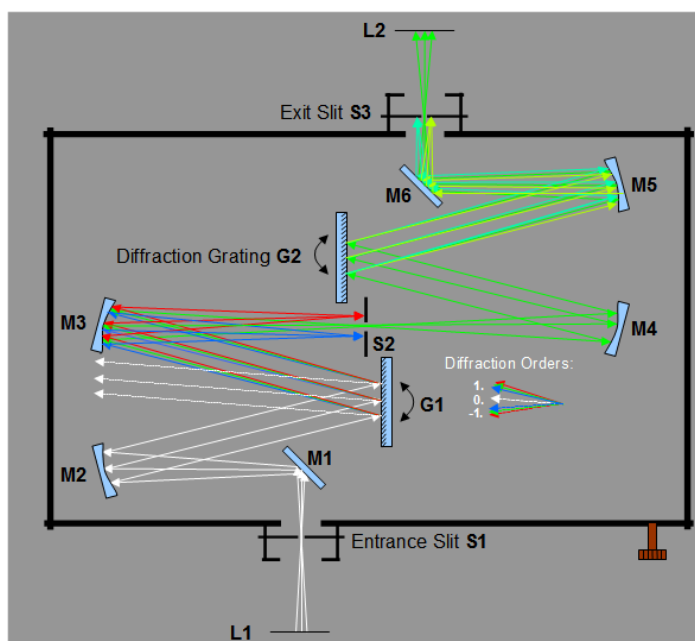 L2
Exit Slit S3
M5
M6
Diffraction Grating G2
M3
M4
S2
Diffraction Orders:
1.
0.
-1.
G1
M2
M1
Entrance Slit S1
L1